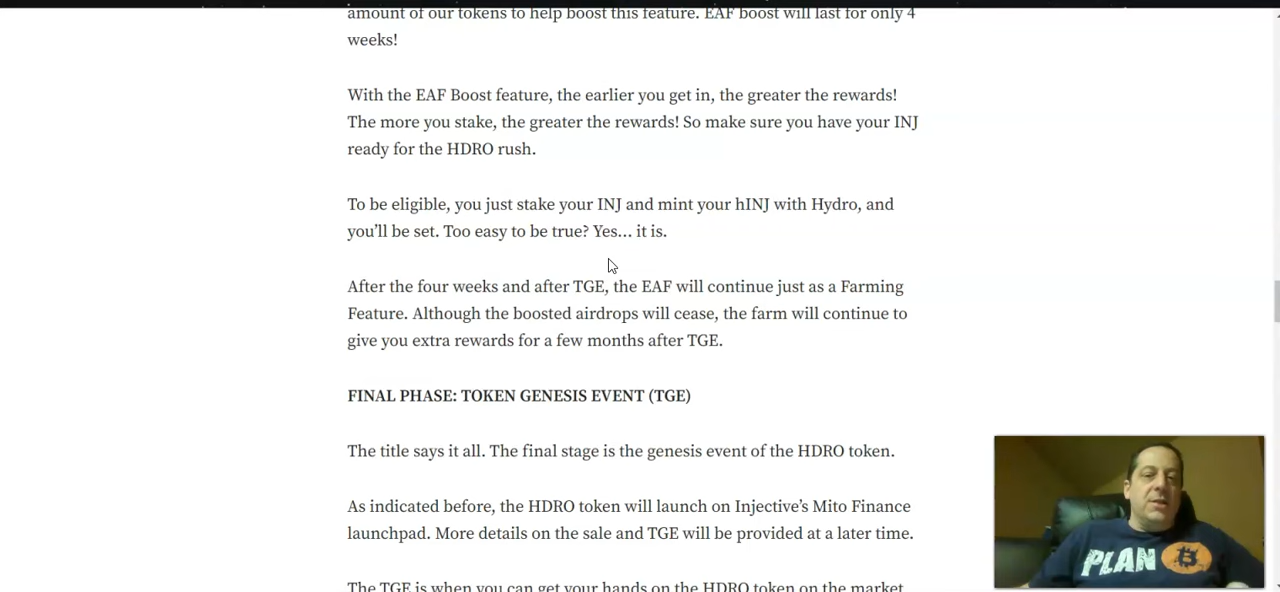 amount of our tokens to help boost this feature. EAF boost will last for only 4
weeks!
With the EAF Boost feature, the earlier you get in, the greater the rewards!
The more you stake, the greater the rewards! So make sure you have your INJ
ready for the HDRO rush.
To be eligible, you just stake your INJ and mint your hINJ with Hydro, and
you’ll be set. Too easy to be true? Yes… it is.
After the four weeks and after TGE, the EAF will continue just as a Farming
Feature. Although the boosted airdrops will cease, the farm will continue to
give you extra rewards for a few months after TGE.
FINAL PHASE: TOKEN GENESIS EVENT (TGE)
The title says it all. The final stage is the genesis event of the HDRO token.
As indicated before, the HDRO token will launch on Injective’s Mito Finance
launchpad. More details on the sale and TGE will be provided at a later time.
The TGE is when you can get your hands on the HDRO token on the market
PLAN B